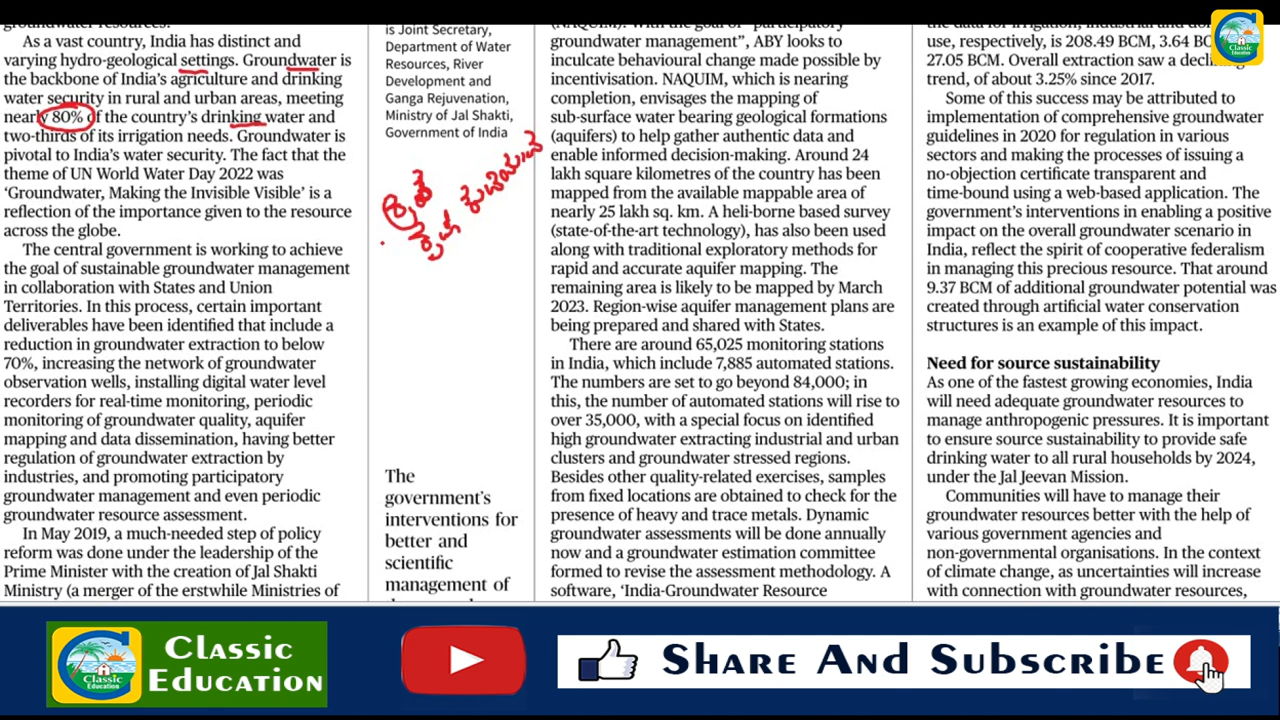 As a vast country, India has distinct and
varying hydro-geological settings. Groundwater is
the backbone of India's agriculture and drinking
water security in rural and urban areas, meeting
nearly 80% of the country's drinking water and
two-thirds of its irrigation needs. Groundwater is
pivotal to India's water security. The fact that the
theme of UN World Water Day 2022 was
‘Groundwater, Making the Invisible Visible’ is a
reflection of the importance given to the resource
across the globe.
The central government is working to achieve
the goal of sustainable groundwater management
in collaboration with States and Union
Territories. In this process, certain important
deliverables have been identified that include a
reduction in groundwater extraction to below
70%, increasing the network of groundwater
observation wells, installing digital water level
recorders for real-time monitoring, periodic
monitoring of groundwater quality, aquifer
mapping and data dissemination, having better
regulation of groundwater extraction by
industries, and promoting participatory
groundwater management and even periodic
groundwater resource assessment.
In May 2019, a much-needed step of policy
reform was done under the leadership of the
Prime Minister with the creation of Jal Shakti
Ministry (a merger of the erstwhile Ministries of
is Joint Secretary,
Department of Water
Resources, River
Development and
Ganga Rejuvenation,
Ministry of Jal Shakti,
Government of India
The
government's
interventions for
better and
scientific
management of
groundwater management”, ABY looks to
inculcate behavioural change made possible by
incentivisation. NAQUIM, which is nearing
completion, envisages the mapping of
sub-surface water bearing geological formations
(aquifers) to help gather authentic data and
enable informed decision-making. Around 24
lakh square kilometres of the country has been
mapped from the available mappable area of
nearly 25 lakh sq. km. A heli-borne based survey
(state-of-the-art technology), has also been used
along with traditional exploratory methods for
rapid and accurate aquifer mapping. The
remaining area is likely to be mapped by March
2023. Region-wise aquifer management plans are
being prepared and shared with States.
There are around 65,025 monitoring stations
in India, which include 7,885 automated stations.
The numbers are set to go beyond 84,000; in
this, the number of automated stations will rise to
over 35,000, with a special focus on identified
high groundwater extracting industrial and urban
clusters and groundwater stressed regions.
Besides other quality-related exercises, samples
from fixed locations are obtained to check for the
presence of heavy and trace metals. Dynamic
groundwater assessments will be done annually
now and a groundwater estimation committee
formed to revise the assessment methodology. A
software, ‘India-Groundwater Resource
use, respectively, is 208.49 BCM, 3.64
27.05 BCM. Overall extraction saw a
trend, of about 3.25% since 2017.
Some of this success may be attributed to
implementation of comprehensive groundwater
guidelines in 2020 for regulation in various
sectors and making the processes of issuing a
no-objection certificate transparent and
time-bound using a web-based application. The
government's interventions in enabling a positive
impact on the overall groundwater scenario in
India, reflect the spirit of cooperative federalism
in managing this precious resource. That around
9.37 BCM of additional groundwater potential was
created through artificial water conservation
structures is an example of this impact.
Need for source sustainability
As one of the fastest growing economies, India
will need adequate groundwater resources to
manage anthropogenic pressures. It is important
to ensure source sustainability to provide safe
drinking water to all rural households by 2024,
under the Jal Jeevan Mission.
Communities will have to manage their
groundwater resources better with the help of
various government agencies and
non-governmental organisations. In the context
of climate change, as uncertainties will increase
with connection with groundwater resources,
Classic
Education
Classic
Education
Classic
Education
Share And Subscribe